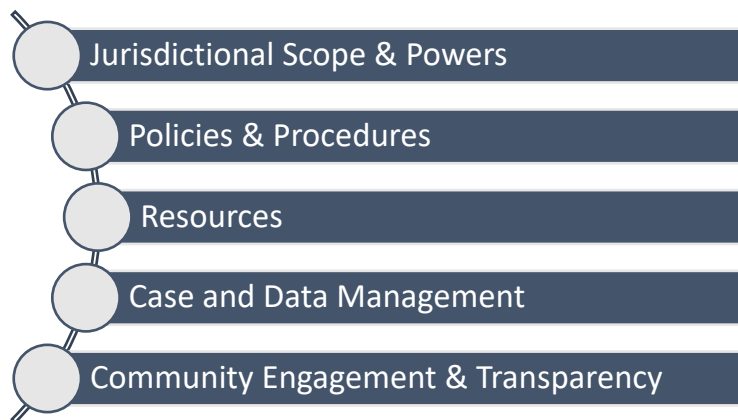 Jurisdictional Scope & Powers
Policies & Procedures
Resources
Case and Data Management
Community Engagement & Transparency